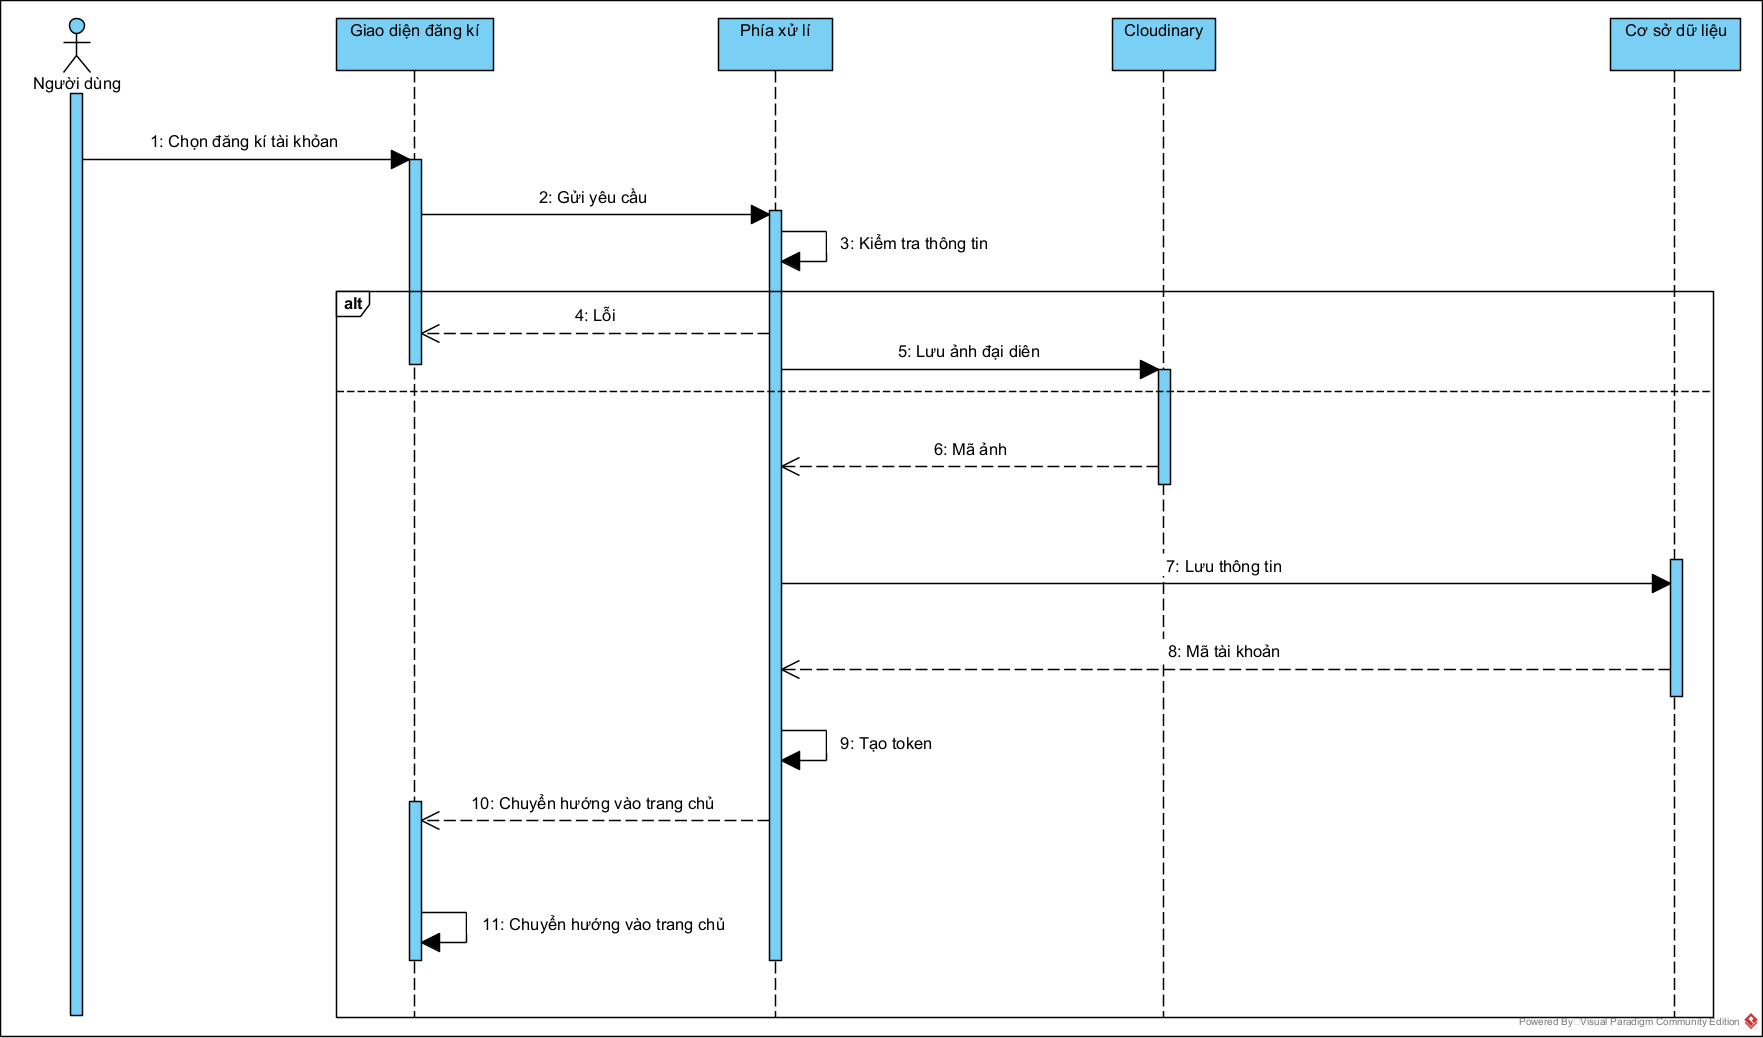 Người dùng
Giao diện đăng kí
Phía xử lí
Cloudinary
Cơ sở dữ liệu
1: Chọn đăng kí tài khỏan
2: Gửi yêu cầu
3: Kiểm tra thông tin
alt
4: Lỗi
5: Lưu ảnh đại diên
6: Mã ảnh
7: Lưu thông tin
8: Mã tài khoản
9: Tạo token
10: Chuyển hướng vào trang chủ
11: Chuyển hướng vào trang chủ
Powered By Visual Paradigm Community Edition